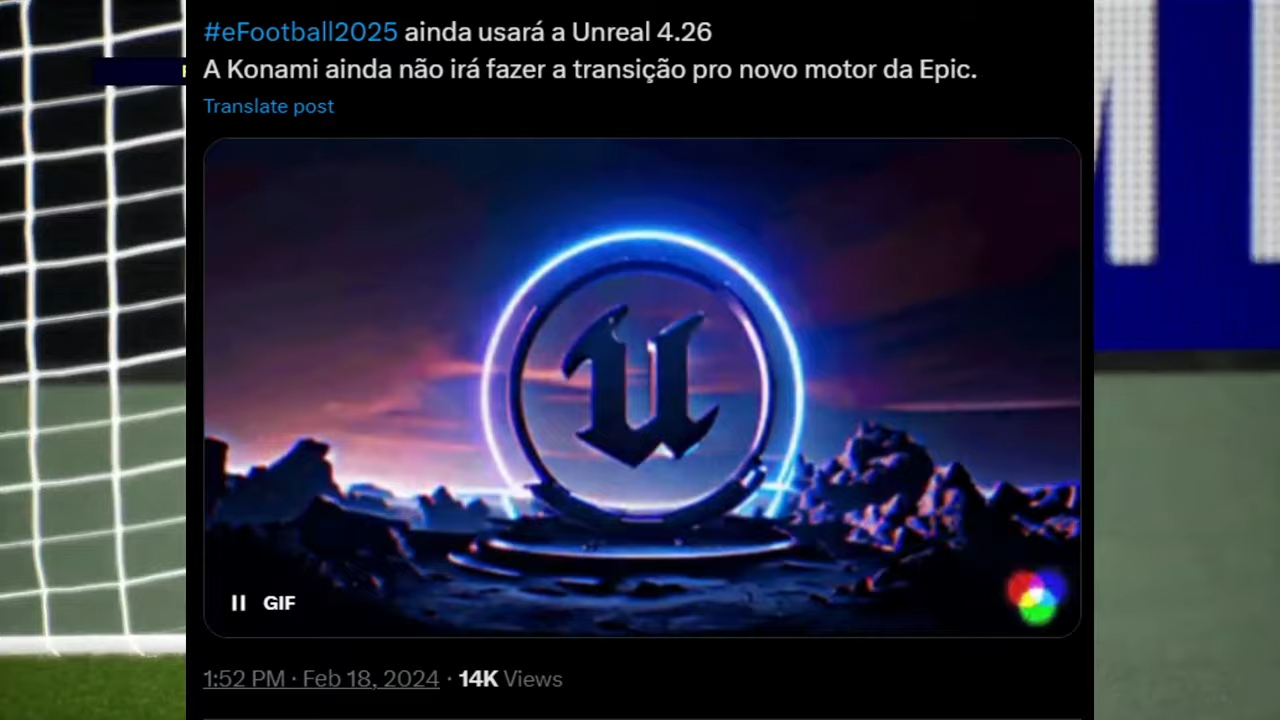 #eFootball2025 ainda usará a Unreal 4.26
A Konami ainda não irá fazer a transição pro novo motor da Epic.
Translate post
GIF
1:52 PM · Feb 18, 2024 · 14K Views